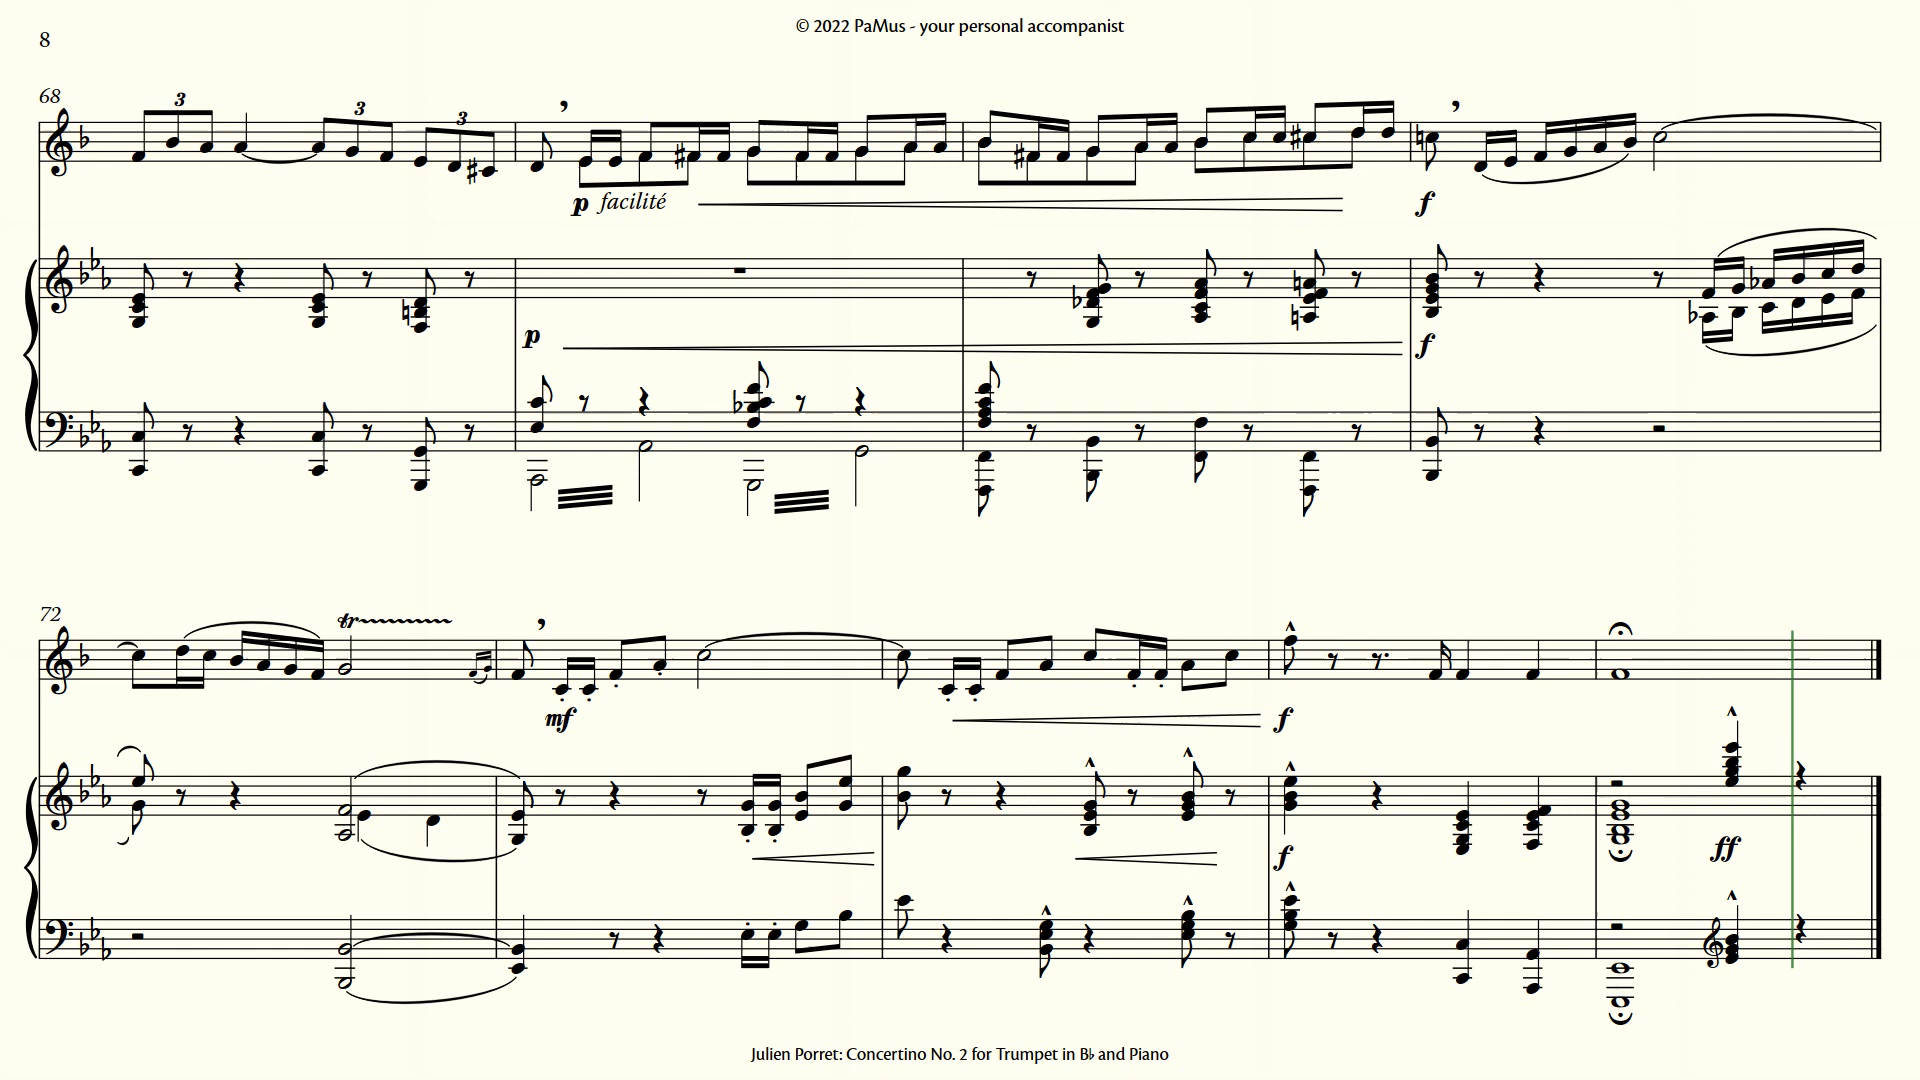 © 2022 PaMus - your personal accompanist
8
68
3
3
3
p facilité
f
p
f
72
tr
mf
f
f
ff
Julien Porret: Concertino No. 2 for Trumpet in B♭ and Piano